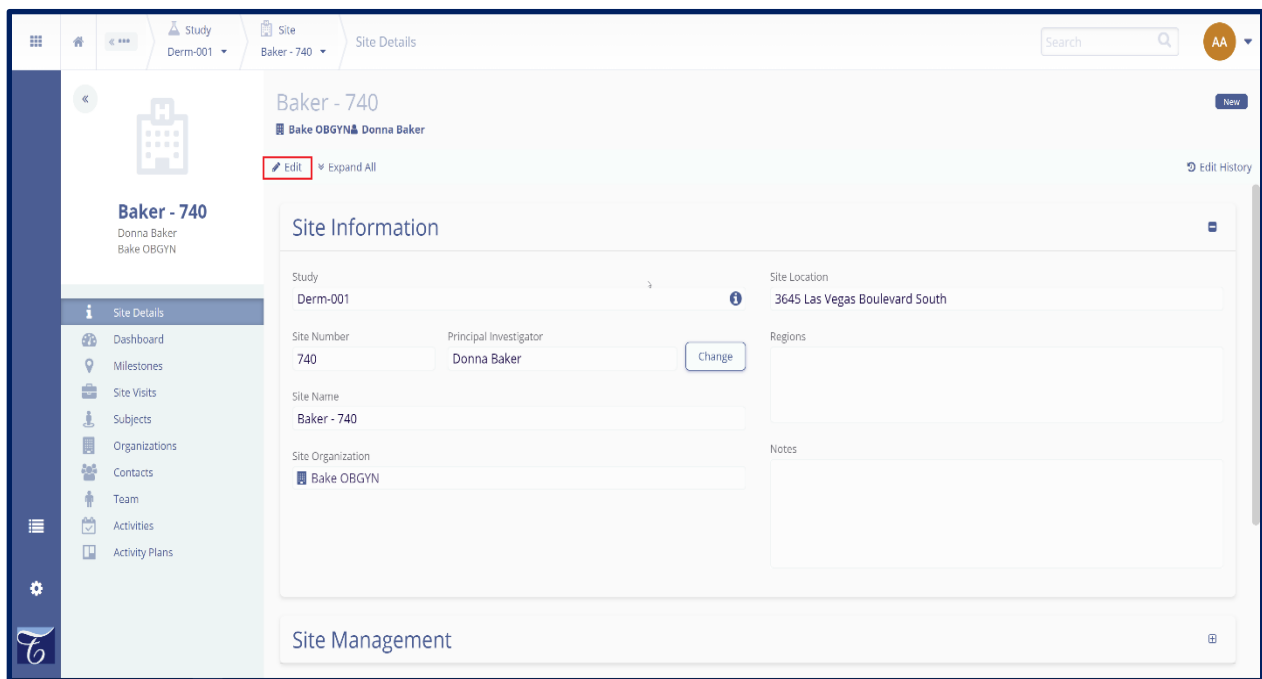 Study
Derm-001
Site
Baker - 740
Site Details
Search
AA
Baker - 740
Donna Baker
Bake OBGYN
Site Details
Dashboard
Milestones
Site Visits
Subjects
Organizations
Contacts
Team
Activities
Activity Plans
Baker - 740
New
Bake OBGYN Donna Baker
Edit Expand All Edit History
Site Information
Study
Derm-001
Site Number Principal Investigator
740 Donna Baker Change
Site Name
Baker - 740
Site Organization
Bake OBGYN
Site Location
3645 Las Vegas Boulevard South
Regions
Notes
Site Management